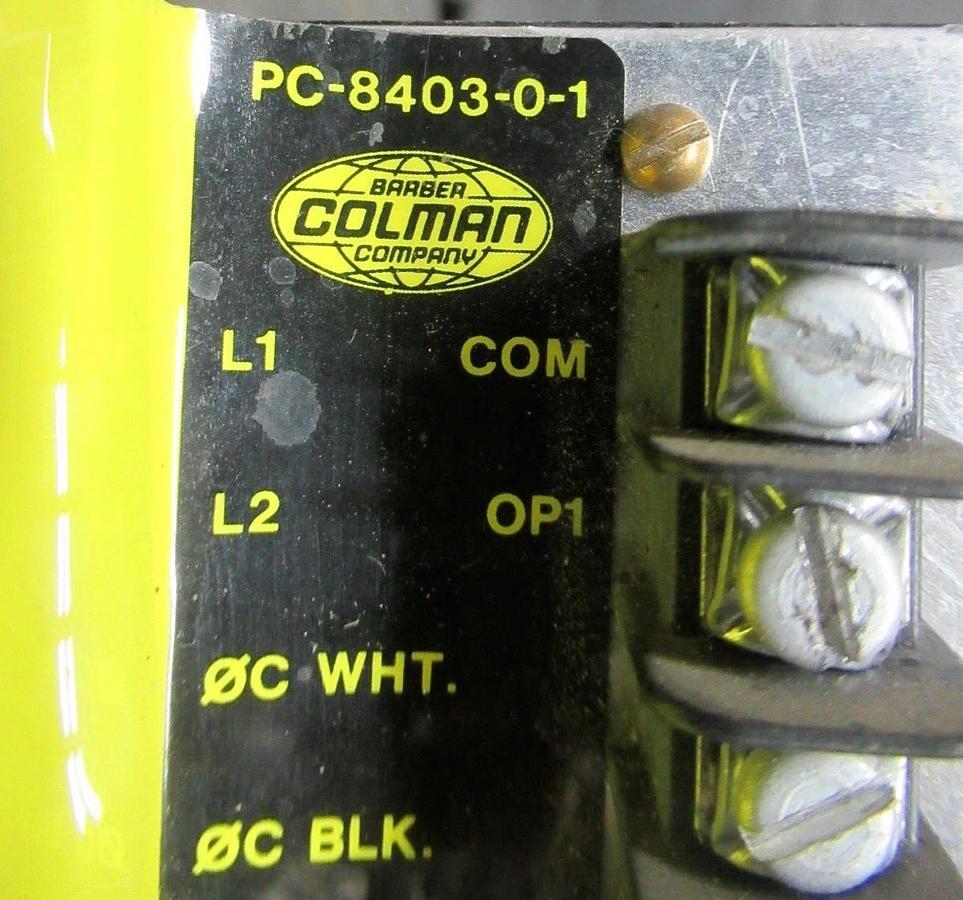 PC-8403-0-1
BARBER
COLMAN
COMPANY
L1 COM
L2 OP1
ØC WHT.
ØC BLK.